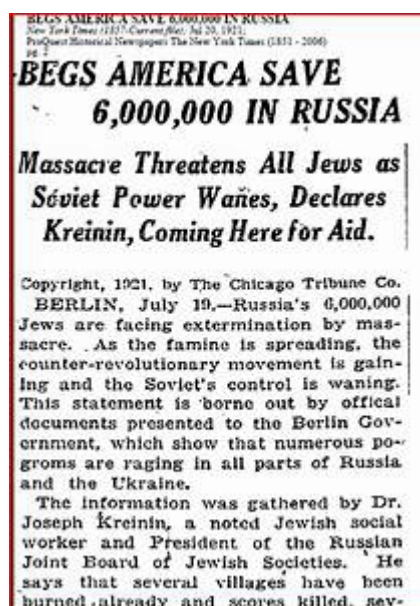 BEGS AMERICA SAVE 6,000,000 IN RUSSIA
New York Times (1857-Current file); Jul 20, 1921;
ProQuest Historical Newspapers The New York Times (1851 - 2006)
pg. 2
BEGS AMERICA SAVE
6,000,000 IN RUSSIA
Massacre Threatens All Jews as
Soviet Power Wanes, Declares
Kreinin, Coming Here for Aid.
Copyright, 1921, by The Chicago Tribune Co.
BERLIN, July 19.—Russia's 6,000,000
Jews are facing extermination by mas-
sacre. As the famine is spreading, the
counter-revolutionary movement is gain-
ing and the Soviet's control is waning.
This statement is borne out by offical
documents presented to the Berlin Gov-
ernment, which show that numerous po-
groms are raging in all parts of Russia
and the Ukraine.
The information was gathered by Dr.
Joseph Kreinin, a noted Jewish social
worker and President of the Russian
Joint Board of Jewish Societies. He
says that several villages have been
burned already and scores killed, sev-